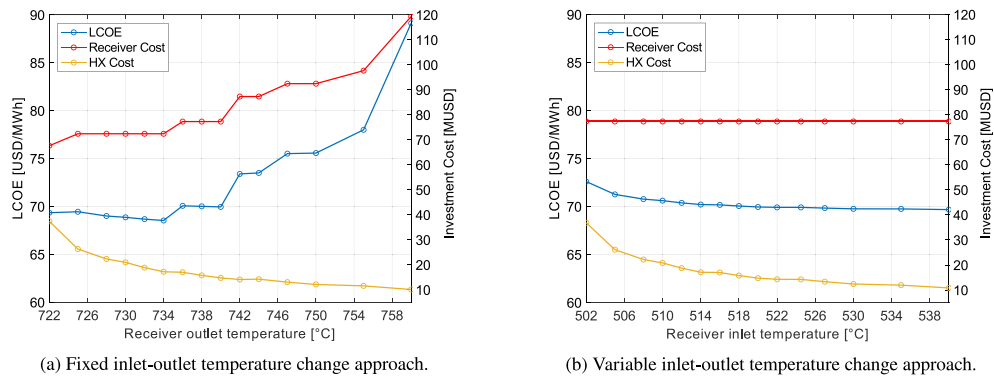 90
85
80
75
70
65
60
LCOE [USD/MWh]
LCOE
Receiver Cost
HX Cost
120
110
100
90
80
70
60
50
40
30
20
10
Investment Cost [MUSD]
722 726 730 734 738 742 746 750 754 758
Receiver outlet temperature [°C]
(a) Fixed inlet-outlet temperature change approach.
90
85
80
75
70
65
60
LCOE [USD/MWh]
LCOE
Receiver Cost
HX Cost
120
110
100
90
80
70
60
50
40
30
20
10
Investment Cost [MUSD]
502 506 510 514 518 522 526 530 534 538
Receiver inlet temperature [°C]
(b) Variable inlet-outlet temperature change approach.